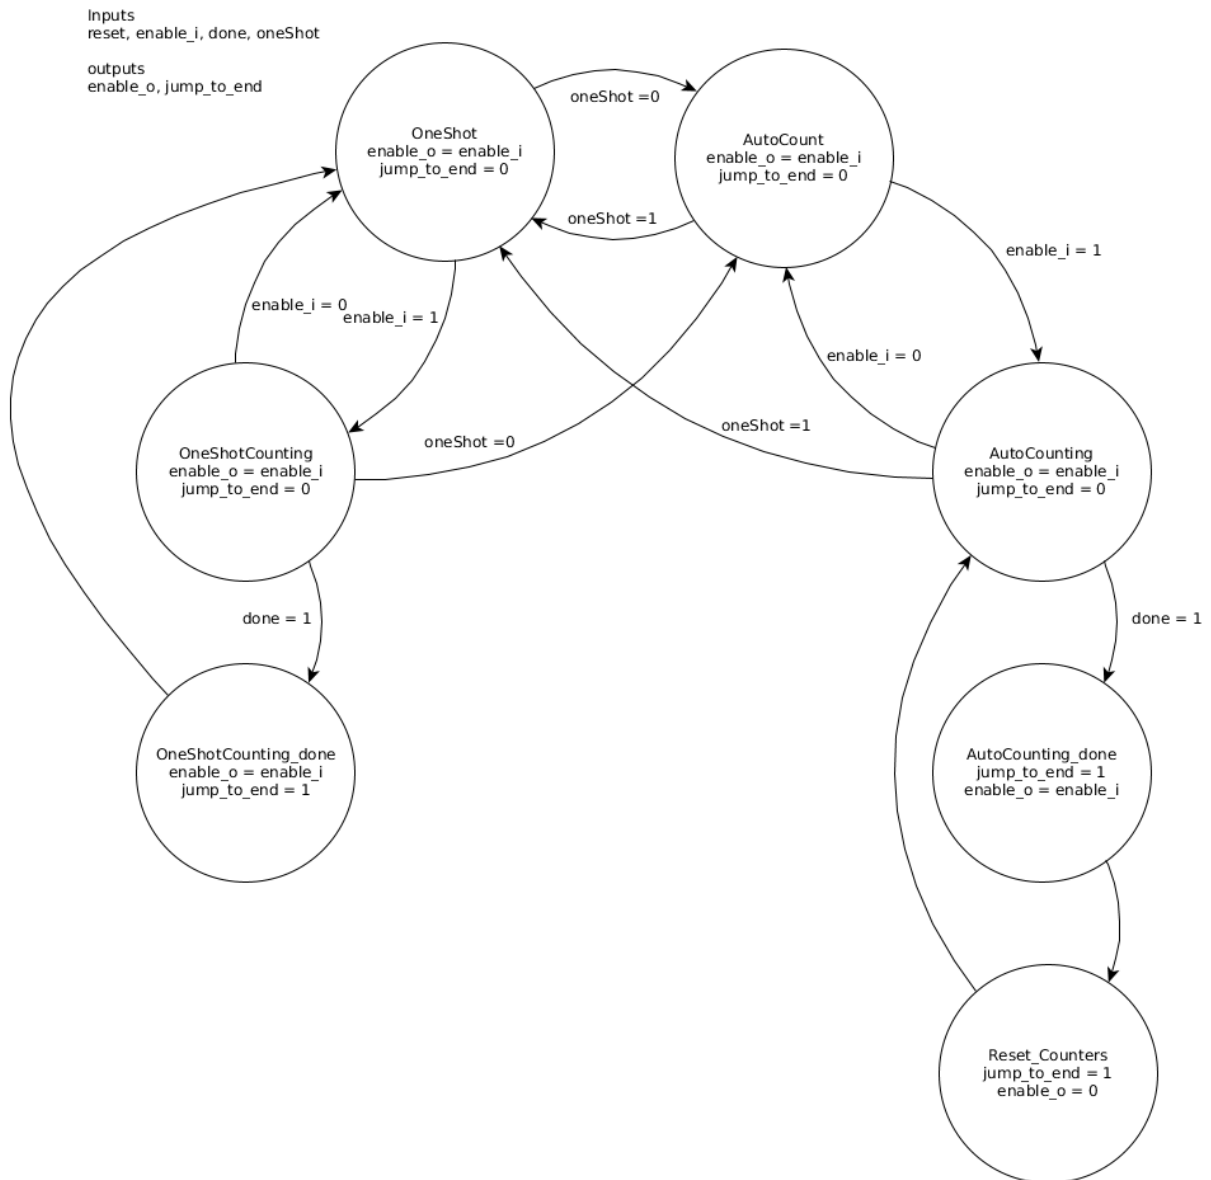 Inputs
reset, enable_i, done, oneShot
outputs
enable_o, jump_to_end
OneShot
enable_o = enable_i
jump_to_end = 0
oneShot =0
AutoCount
enable_o = enable_i
jump_to_end = 0
oneShot =1
enable_i = 1
enable_i = 0
enable_i = 1
enable_i = 0
oneShot =0
oneShot =1
OneShotCounting
enable_o = enable_i
jump_to_end = 0
AutoCounting
enable_o = enable_i
jump_to_end = 0
done = 1
done = 1
OneShotCounting_done
enable_o = enable_i
jump_to_end = 1
AutoCounting_done
jump_to_end = 1
enable_o = enable_i
Reset_Counters
jump_to_end = 1
enable_o = 0